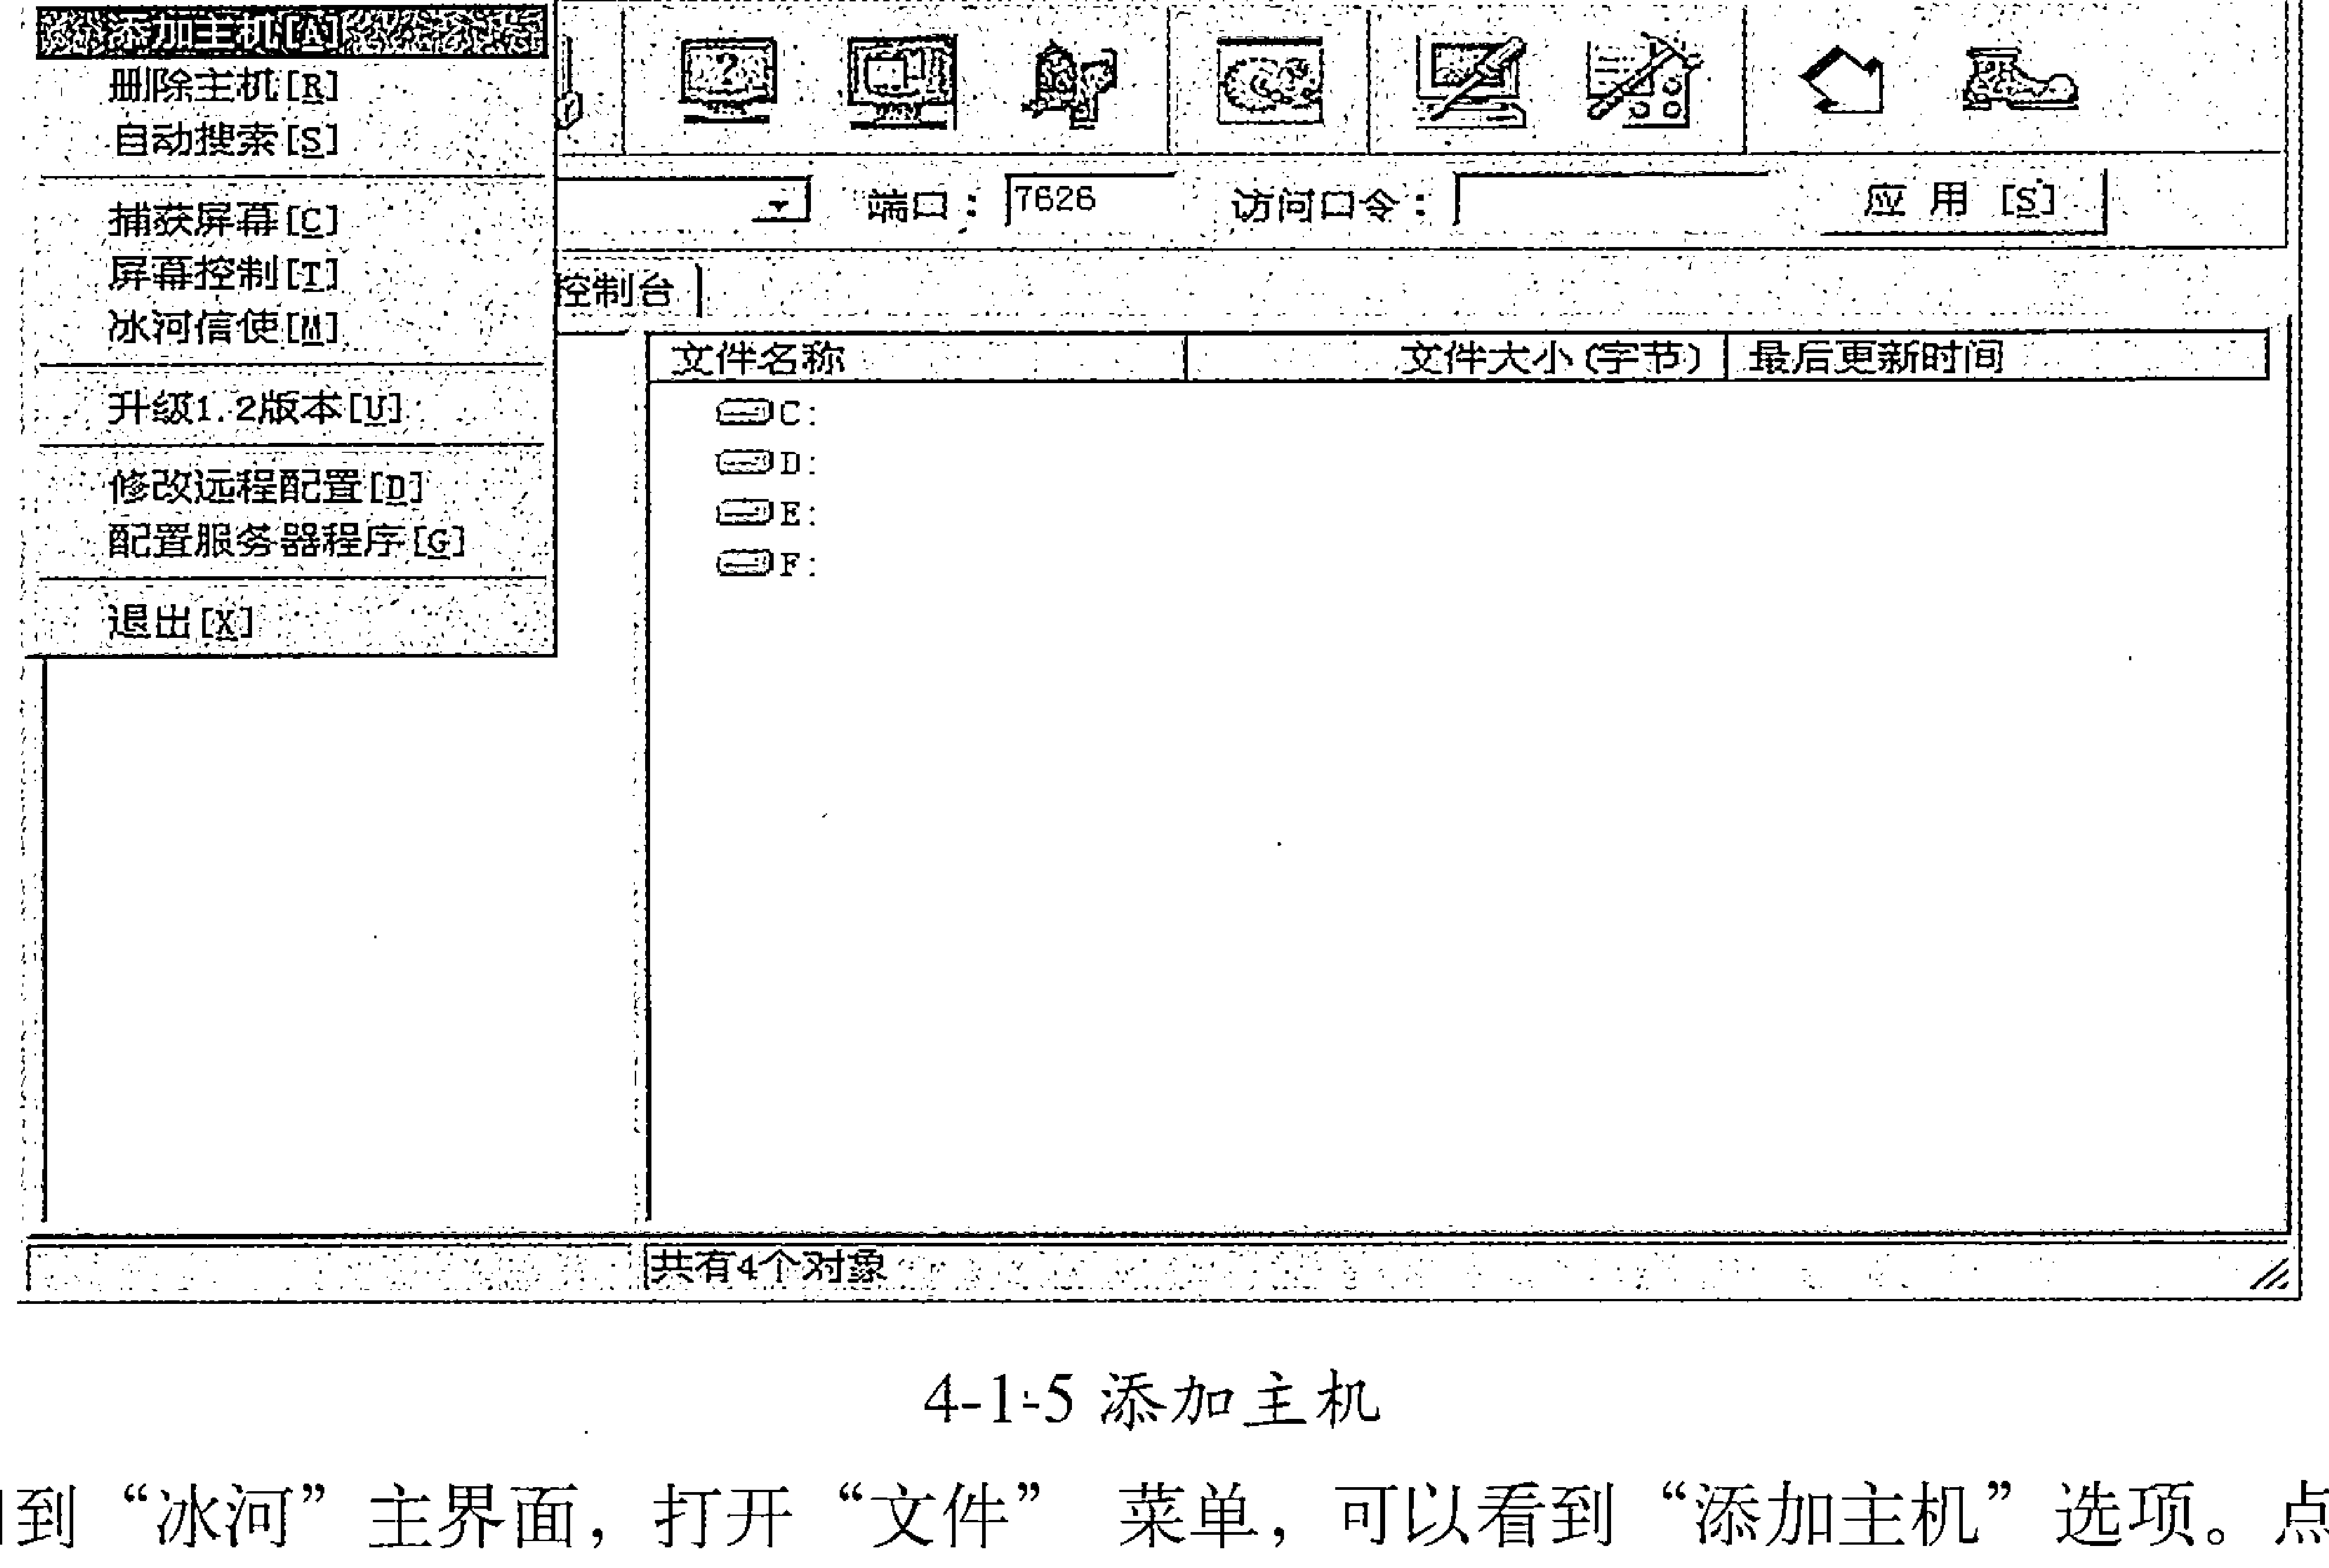 添加主机[A]
删除主机[R]
自动搜索[S]
捕获屏幕[C]
屏幕控制[T]
冰河信使[M]
升级1.2版本[U]
修改远程配置[D]
配置服务器程序[G]
退出[X]
端口： 7626 访问口令： 应 用 [S]
控制台
文件名称 文件大小(字节) 最后更新时间
C:
D:
E:
F:
共有4个对象
4-1-5 添加主机
到“冰河”主界面，打开“文件” 菜单，可以看到“添加主机”选项。点